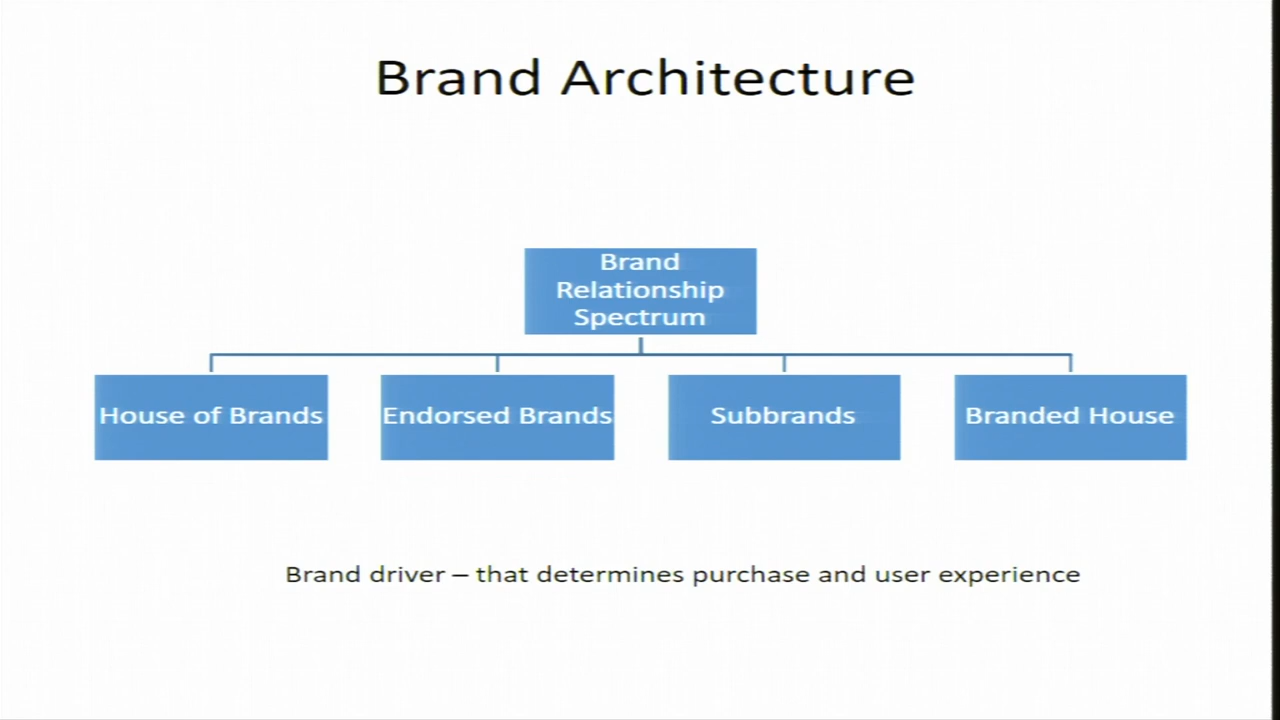 Brand Architecture
Brand
Relationship
Spectrum
House of Brands
Endorsed Brands
Subbrands
Branded House
Brand driver – that determines purchase and user experience